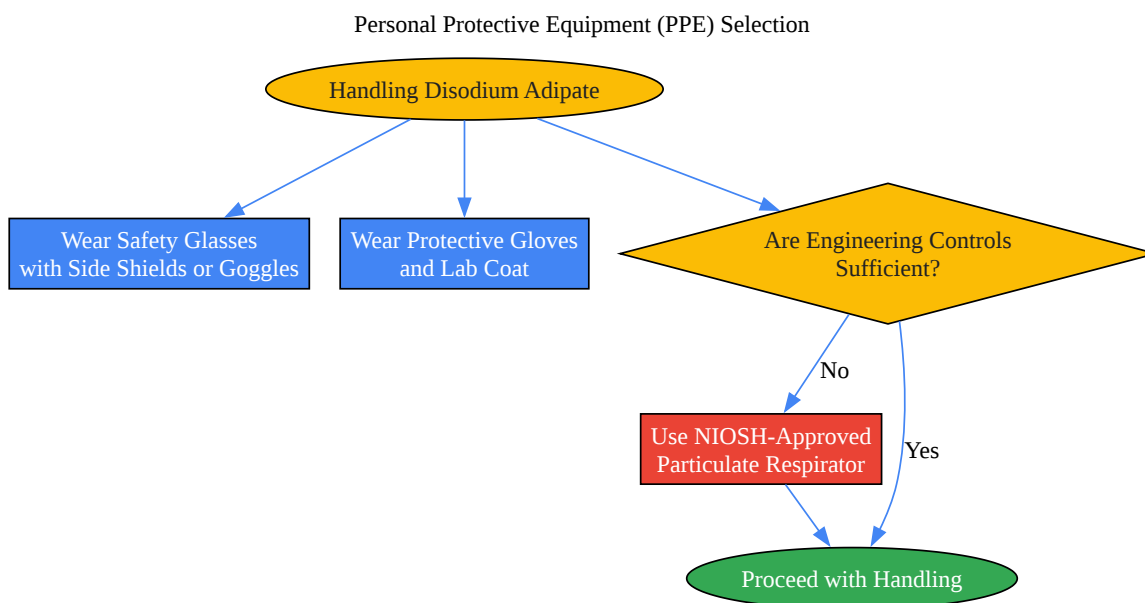 Personal Protective Equipment (PPE) Selection
Handling Disodium Adipate
Wear Safety Glasses
with Side Shields or Goggles
Wear Protective Gloves
and Lab Coat
Are Engineering Controls
Sufficient?
No
Use NIOSH-Approved
Particulate Respirator
Yes
Proceed with Handling